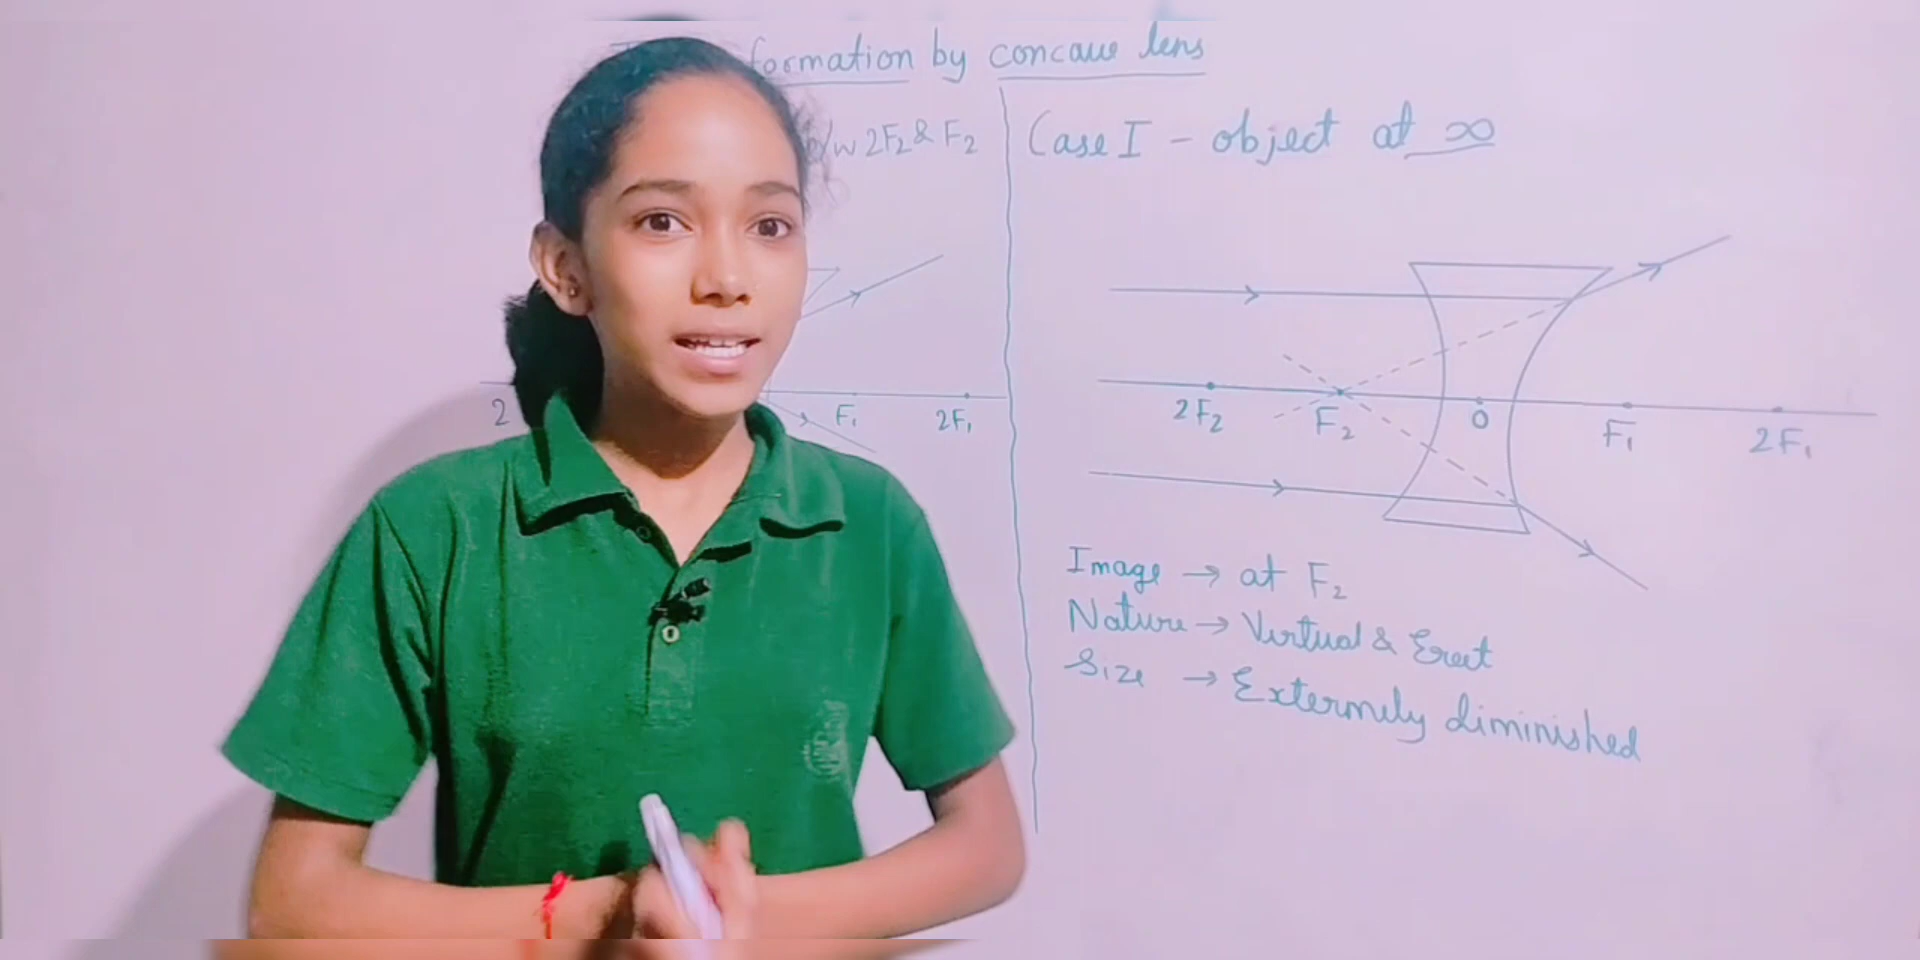 formation by concave lens
b/w 2F₂ & F₂
2
F₁
2F₁
Case I - object at ∞
2F₂
F₂
O
F₁
2F₁
Image → at F₂
Nature → Virtual & Erect
Size → Extermely diminished